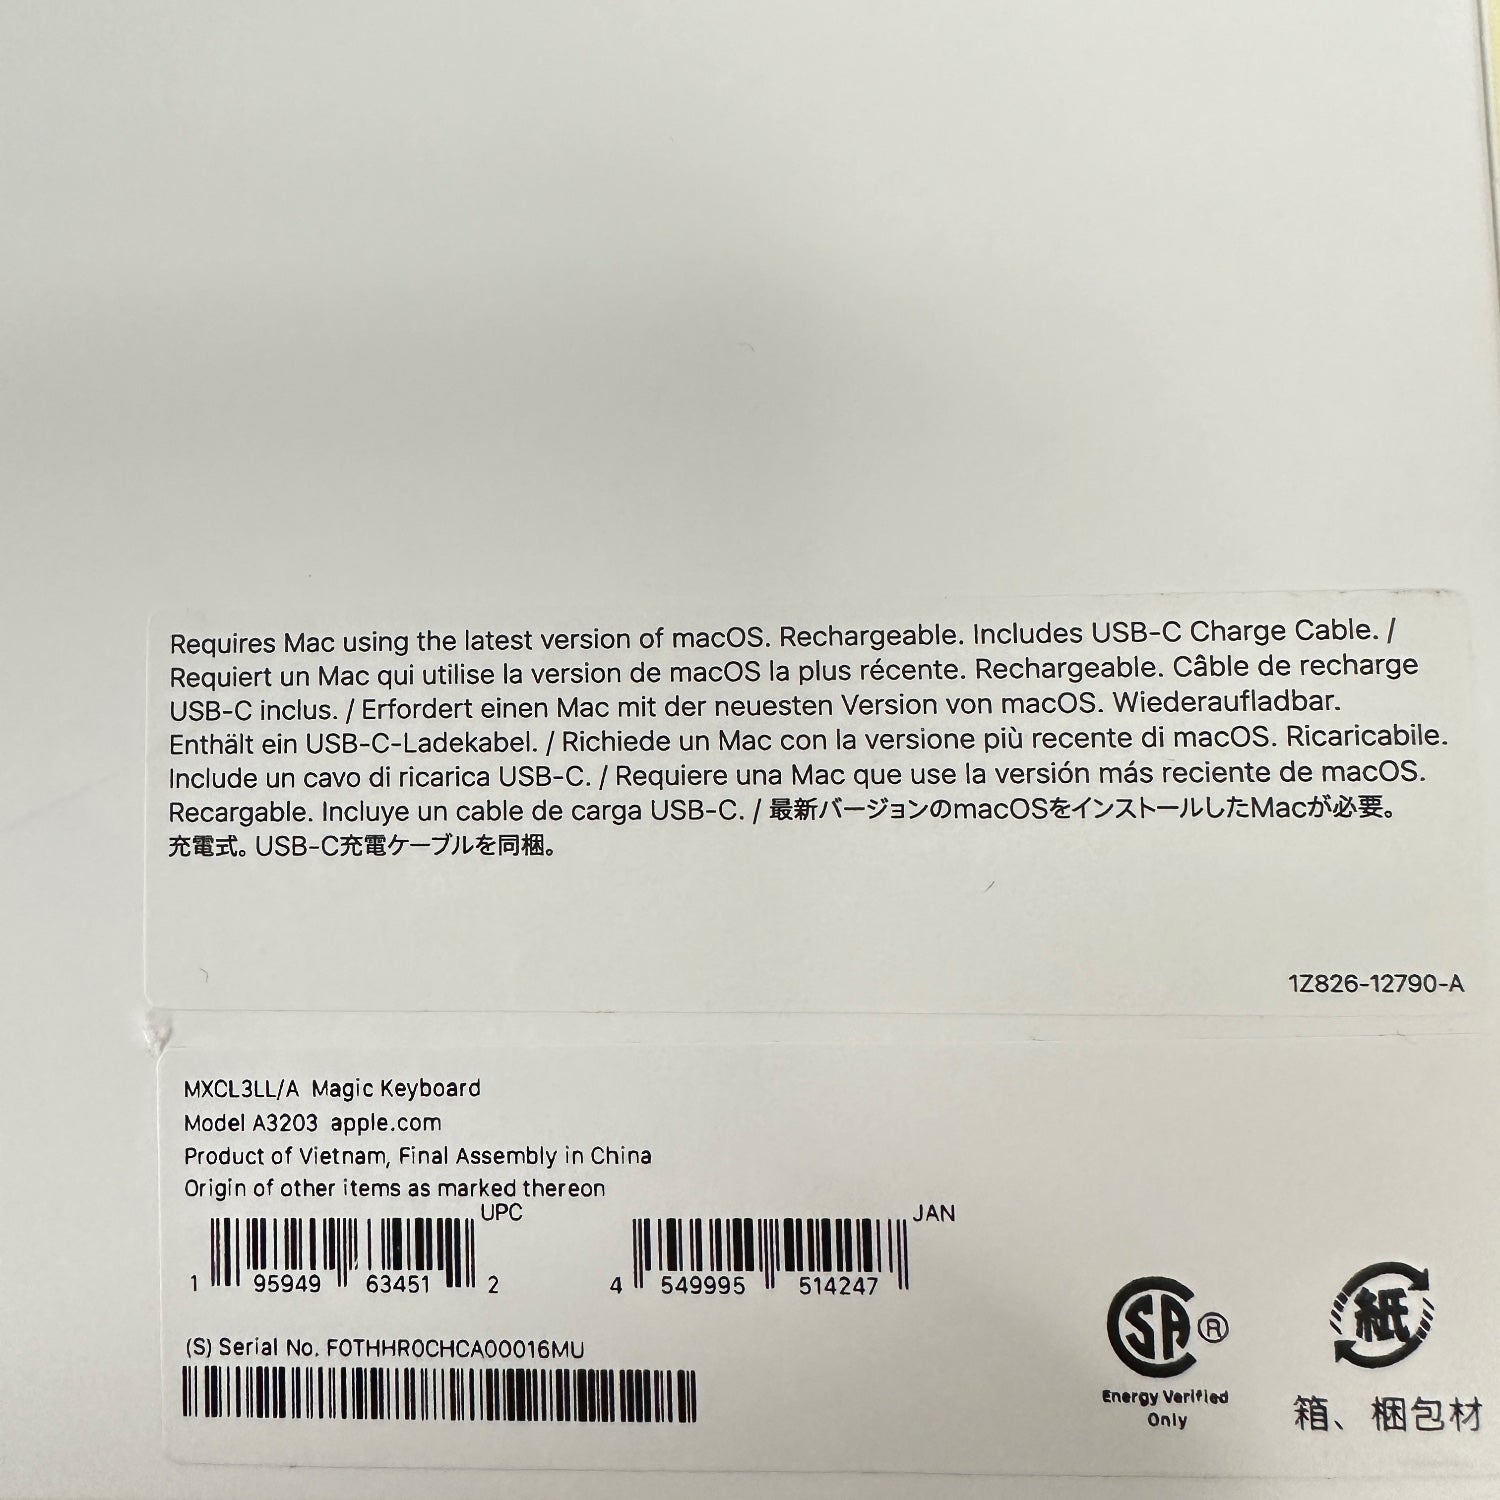 Requires Mac using the latest version of macOS. Rechargeable. Includes USB-C Charge Cable. /
Requiert un Mac qui utilise la version de macOS la plus récente. Rechargeable. Câble de recharge
USB-C inclus. / Erfordert einen Mac mit der neuesten Version von macOS. Wiederaufladbar.
Enthält ein USB-C-Ladekabel. / Richiede un Mac con la versione più recente di macOS. Ricaricabile.
Include un cavo di ricarica USB-C. / Requiere una Mac que use la versión más reciente de macOS.
Recargable. Incluye un cable de carga USB-C. / 最新バージョンのmacOSをインストールしたMacが必要。
充電式。USB-C充電ケーブルを同梱。
1Z826-12790-A
MXCL3LL/A Magic Keyboard
Model A3203 apple.com
Product of Vietnam, Final Assembly in China
Origin of other items as marked thereon
UPC
1 95949 63451 2
JAN
4 549995 514247
(S) Serial No. F0THHR0CHCA00016MU
SA ®
Energy Verified
Only
紙
箱、梱包材